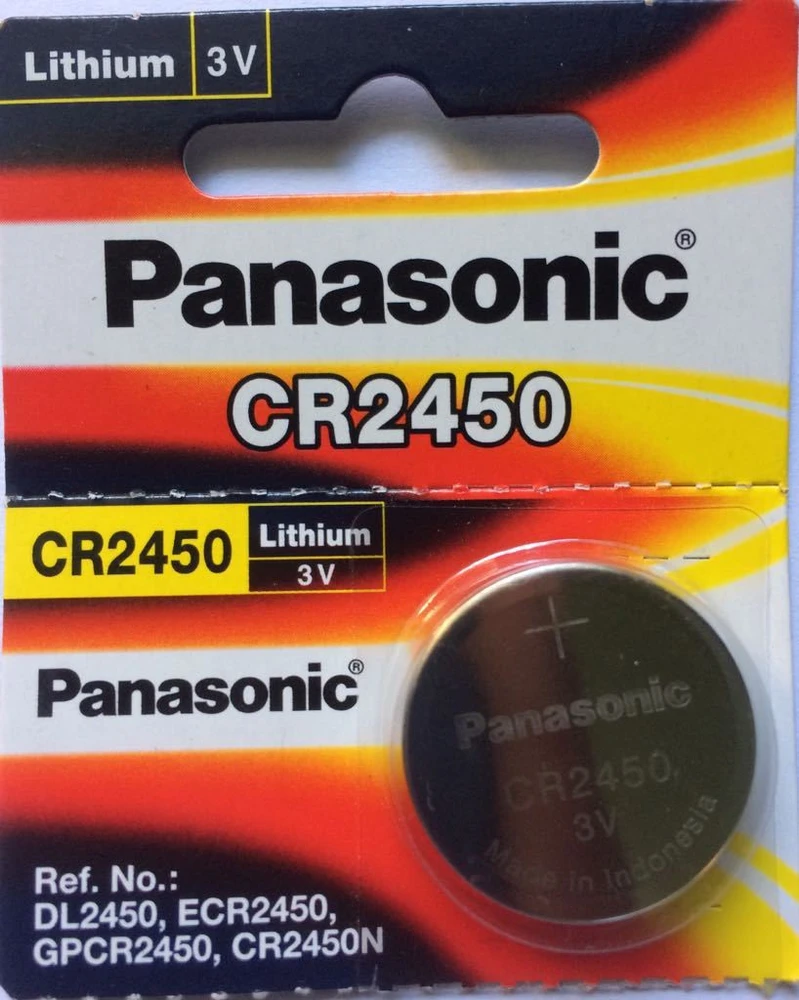 Lithium 3V
Panasonic®
CR2450
CR2450 Lithium
3V
Panasonic®
+
Panasonic
CR2450
3V
Made in Indonesia
Ref. No.:
DL2450, ECR2450,
GPCR2450, CR2450N